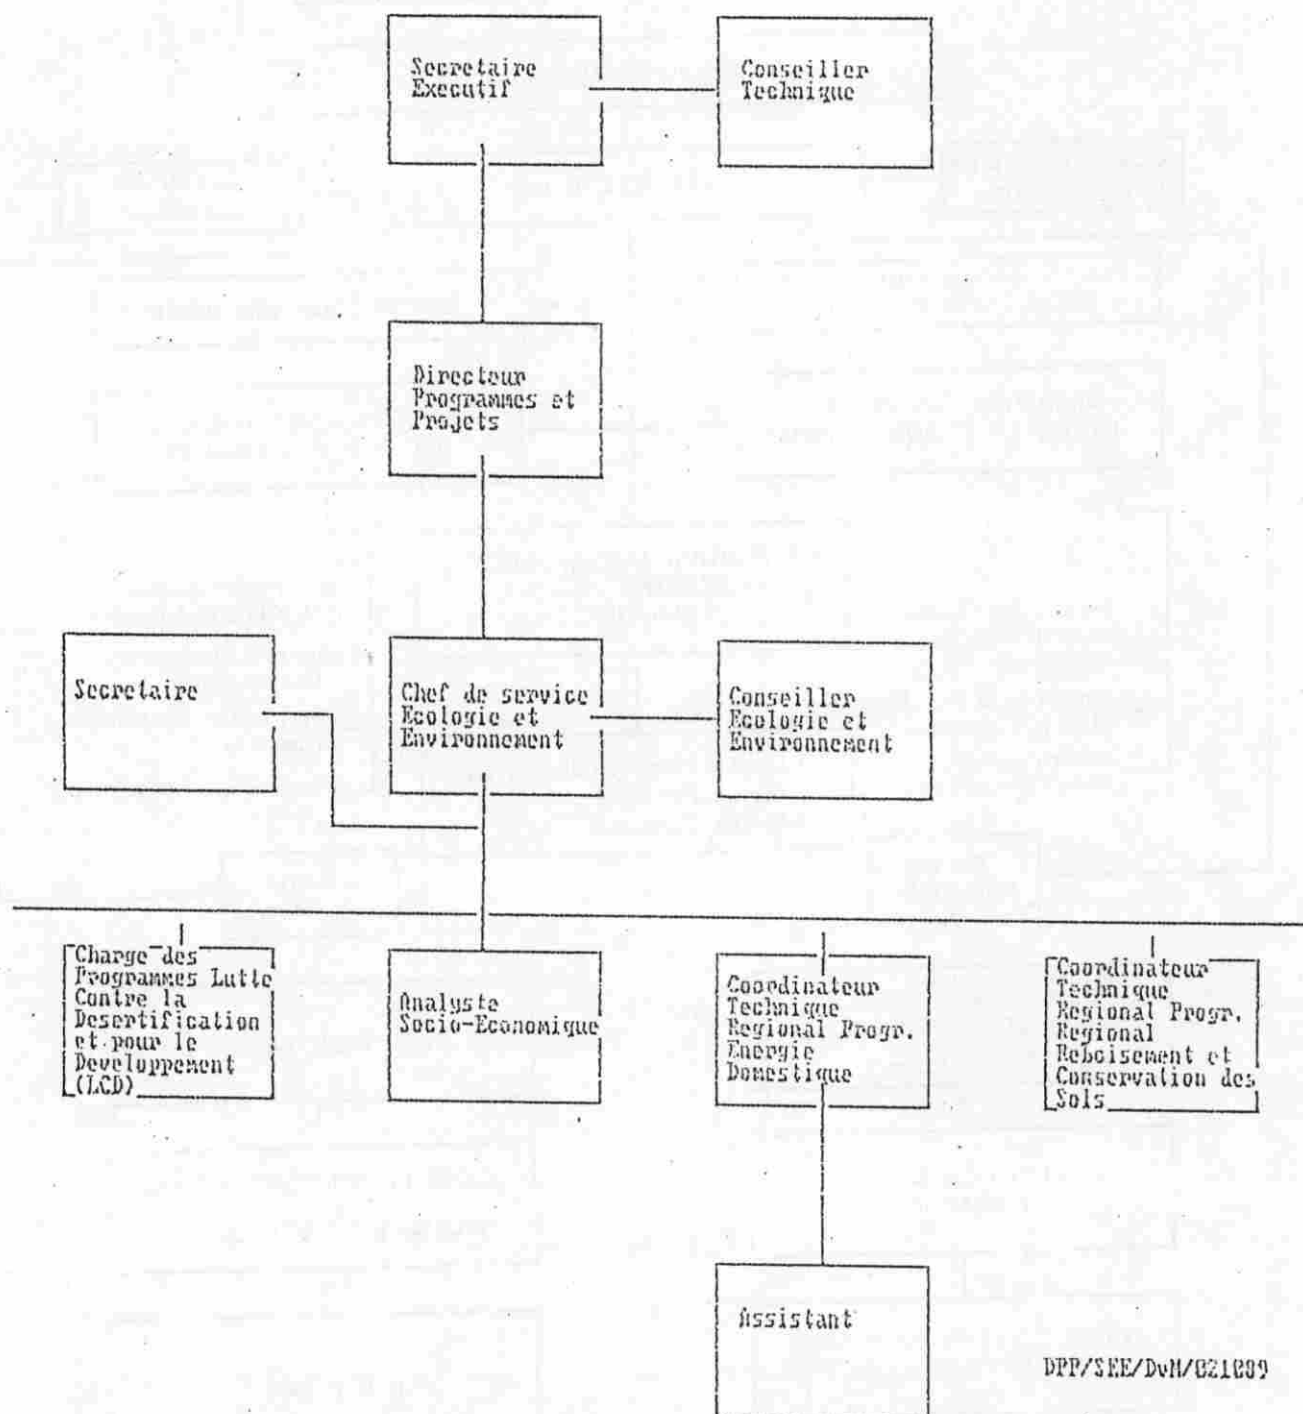 Secretaire
Executif
Conseiller
Technique
Directeur
Programmes et
Projets
Secretaire
Chef de service
Ecologie et
Environnement
Conseiller
Ecologie et
Environnement
Charge des
Programmes Lutte
Contre la
Desertification
et pour le
Developpement
(LCD)
Analyste
Socio-Economique
Coordinateur
Technique
Regional Progr.
Energie
Domestique
Coordinateur
Technique
Regional Progr.
Regional
Reboisement et
Conservation des
Sols
Assistant
DPP/SEE/DvM/021089